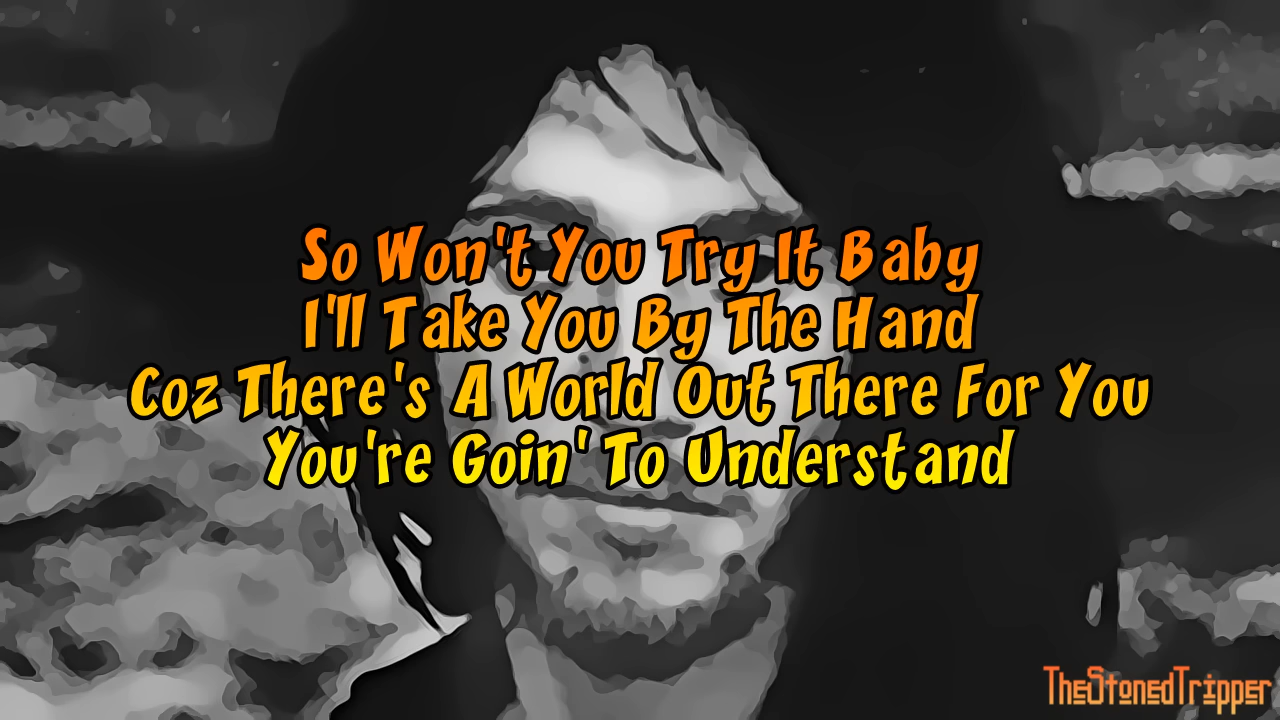 So Won't You Try It Baby
I'll Take You By The Hand
Coz There's A World Out There For You
You're Goin' To Understand
TheStonedTripper